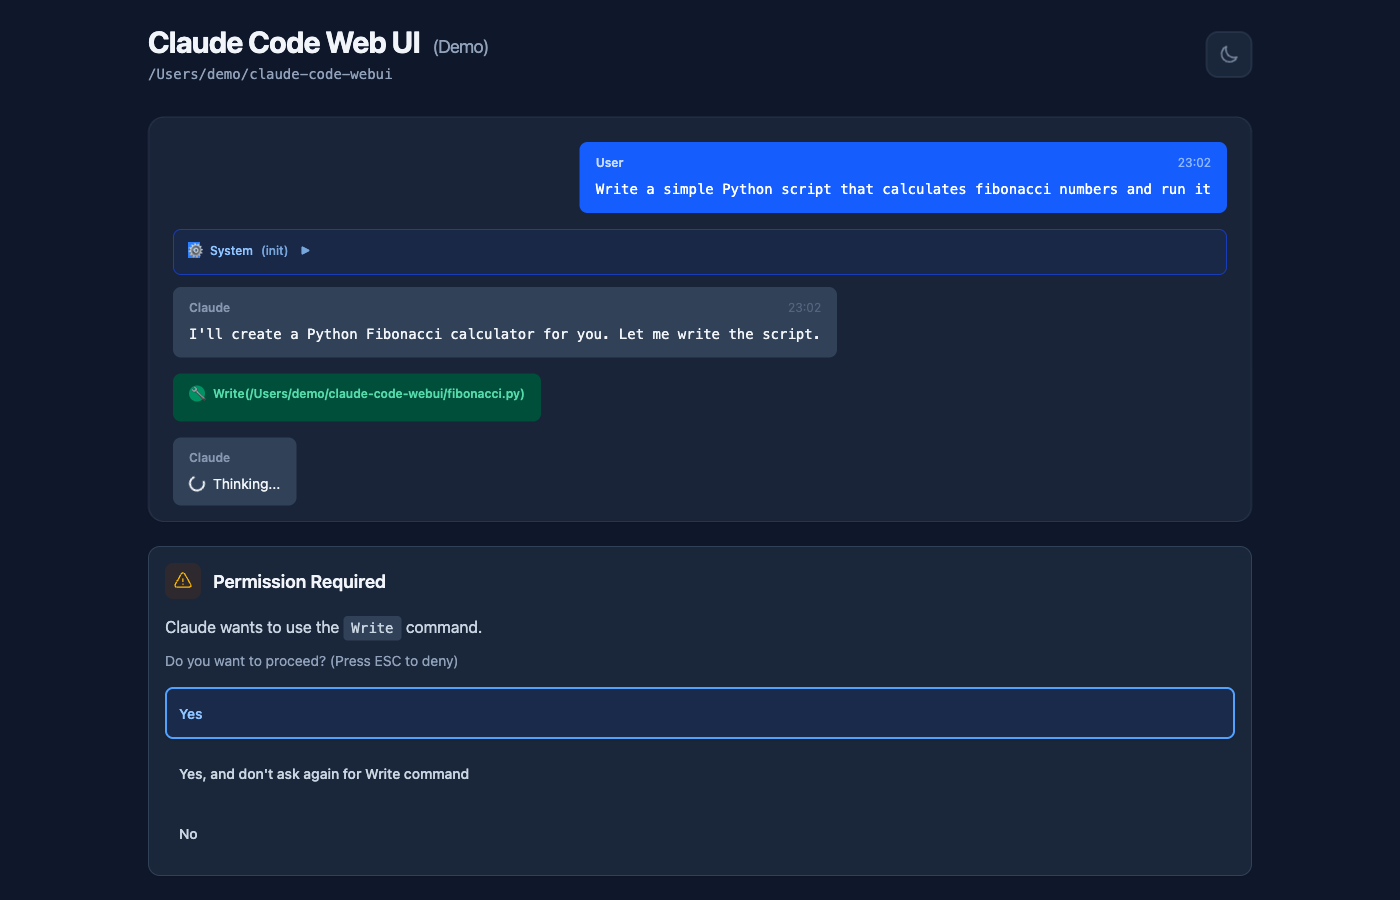 Claude Code Web UI (Demo)
/Users/demo/claude-code-webui
User 23:02
Write a simple Python script that calculates fibonacci numbers and run it
System (init)
Claude 23:02
I'll create a Python Fibonacci calculator for you. Let me write the script.
Write(/Users/demo/claude-code-webui/fibonacci.py)
Claude
Thinking...
Permission Required
Claude wants to use the Write command.
Do you want to proceed? (Press ESC to deny)
Yes
Yes, and don't ask again for Write command
No